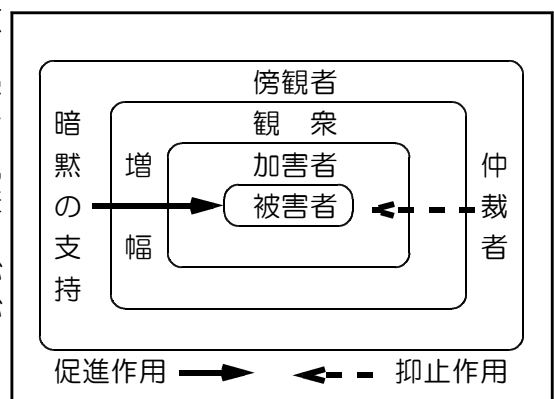 傍観者
観 衆
加害者
被害者
暗黙の支持
増幅
仲裁者
促進作用
抑止作用